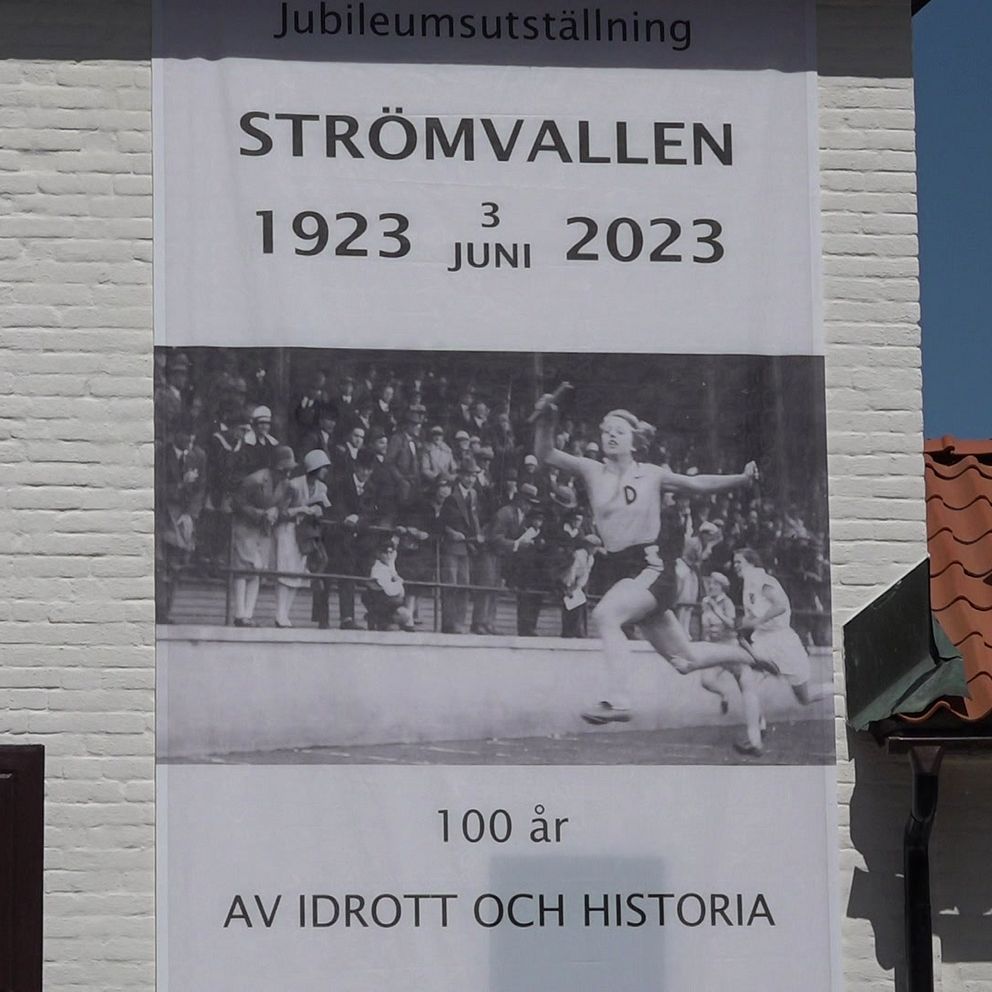 Jubileumsutställning
STRÖMVALLEN
1923 3 JUNI 2023
D
100 år
AV IDROTT OCH HISTORIA